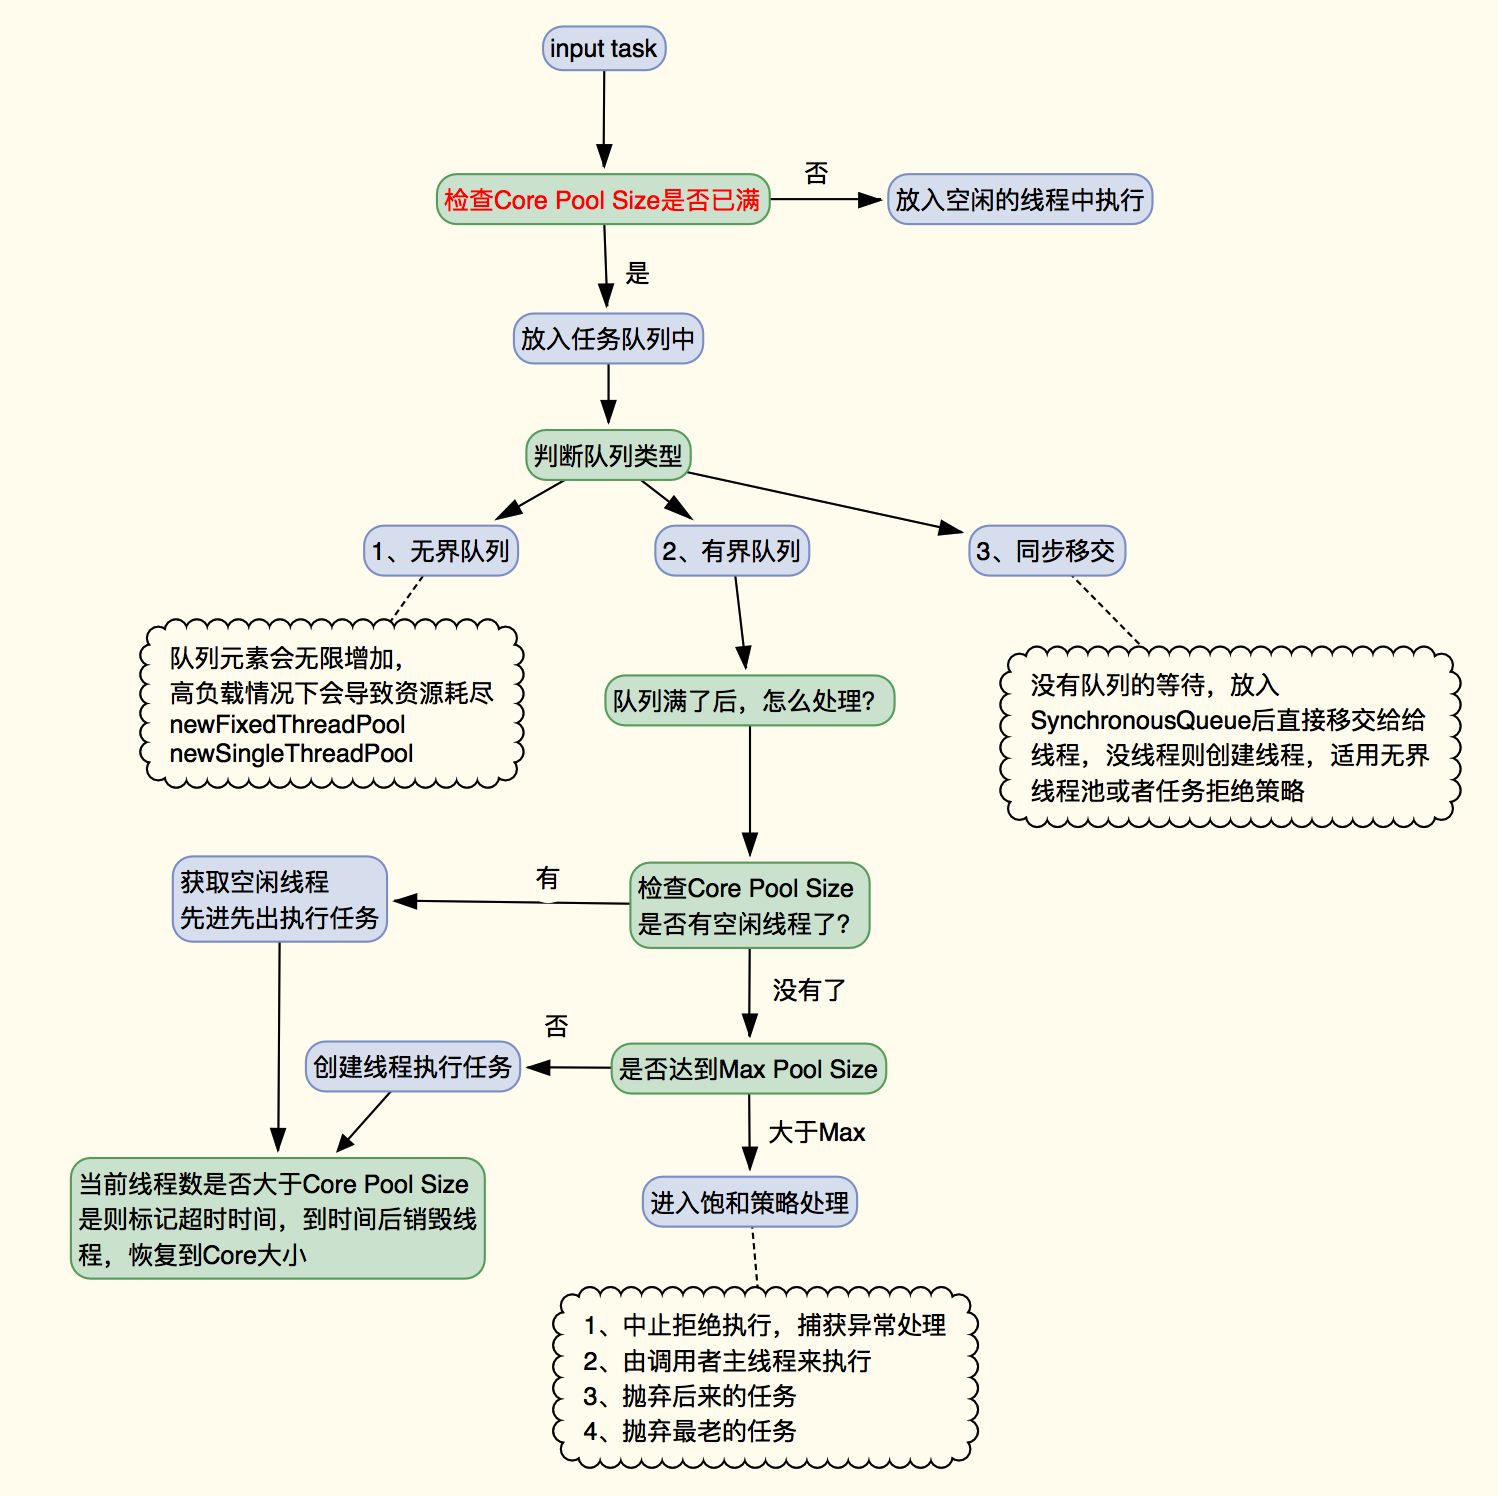 input task
检查Core Pool Size是否已满
否
放入空闲的线程中执行
是
放入任务队列中
判断队列类型
1、无界队列
2、有界队列
3、同步移交
队列元素会无限增加，
高负载情况下会导致资源耗尽
newFixedThreadPool
newSingleThreadPool
没有队列的等待，放入
SynchronousQueue后直接移交给给
线程，没线程则创建线程，适用无界
线程池或者任务拒绝策略
队列满了后，怎么处理？
检查Core Pool Size
是否有空闲线程了？
有
获取空闲线程
先进先出执行任务
没有了
是否达到Max Pool Size
否
创建线程执行任务
大于Max
当前线程数是否大于Core Pool Size
是则标记超时时间，到时间后销毁线
程，恢复到Core大小
进入饱和策略处理
1、中止拒绝执行，捕获异常处理
2、由调用者主线程来执行
3、抛弃后来的任务
4、抛弃最老的任务